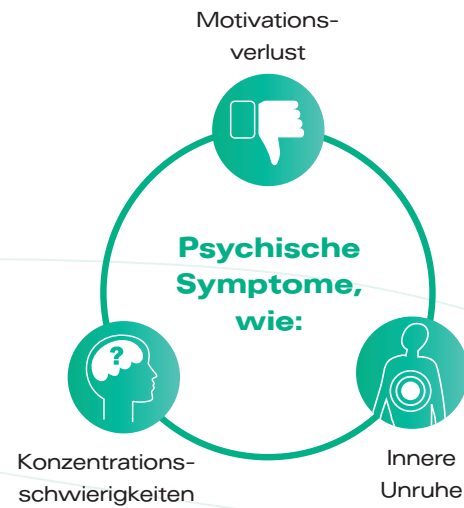 Motivations-
verlust
Psychische
Symptome,
wie:
?
Konzentrations-
schwierigkeiten
Innere
Unruhe